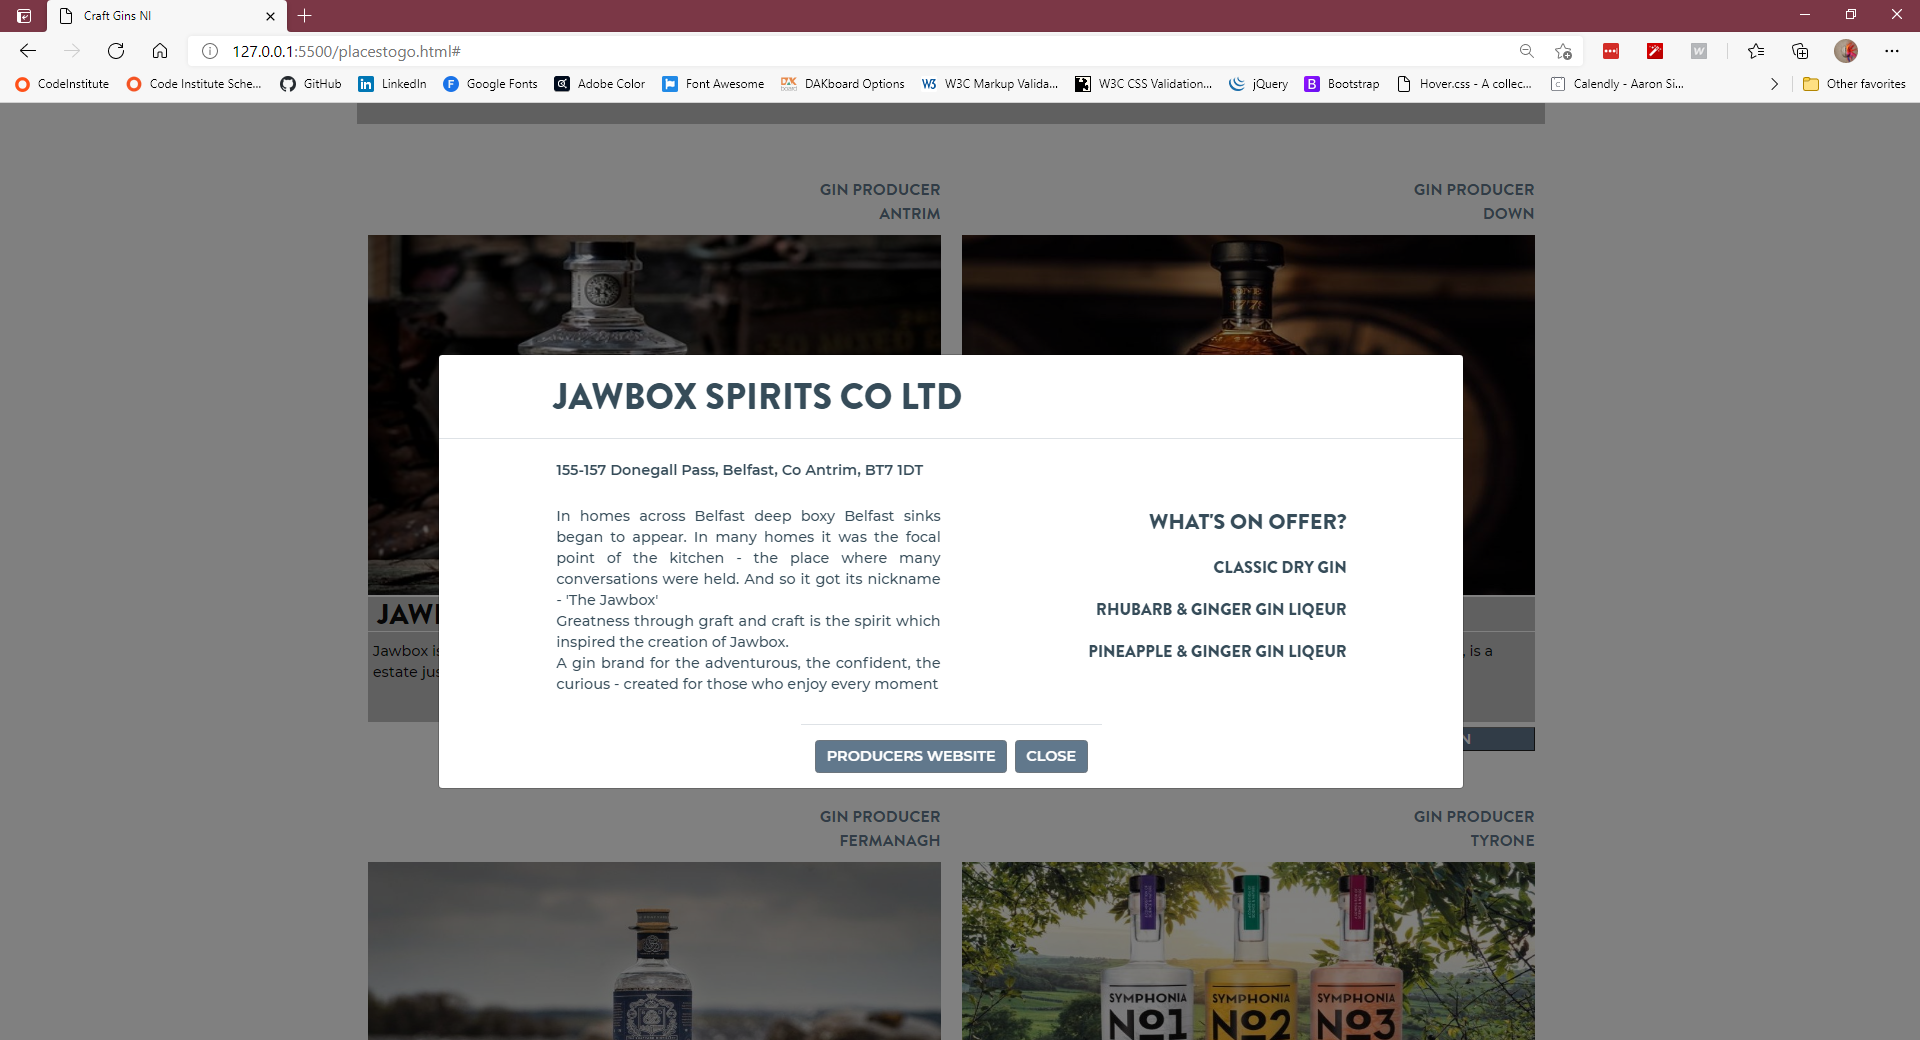 Craft Gins NI
127.0.0.1:5500/placestogo.html#
CodeInstitute
Code Institute Sche...
GitHub
LinkedIn
Google Fonts
Adobe Color
Font Awesome
DAKboard Options
W3C Markup Valida...
W3C CSS Validation...
jQuery
Bootstrap
Hover.css - A collec...
Calendly - Aaron Si...
Other favorites
GIN PRODUCER
ANTRIM
GIN PRODUCER
DOWN
JAWBOX SPIRITS CO LTD
155-157 Donegall Pass, Belfast, Co Antrim, BT7 1DT
In homes across Belfast deep boxy Belfast sinks
began to appear. In many homes it was the focal
point of the kitchen - the place where many
conversations were held. And so it got its nickname
- 'The Jawbox'
Greatness through graft and craft is the spirit which
inspired the creation of Jawbox.
A gin brand for the adventurous, the confident, the
curious - created for those who enjoy every moment
WHAT'S ON OFFER?
CLASSIC DRY GIN
RHUBARB & GINGER GIN LIQEUR
PINEAPPLE & GINGER GIN LIQEUR
PRODUCERS WEBSITE
CLOSE
Jawbox is
estate jus
, is a
GIN PRODUCER
FERMANAGH
GIN PRODUCER
TYRONE
SYMPHONIA
No1
SYMPHONIA
No2
SYMPHONIA
No3